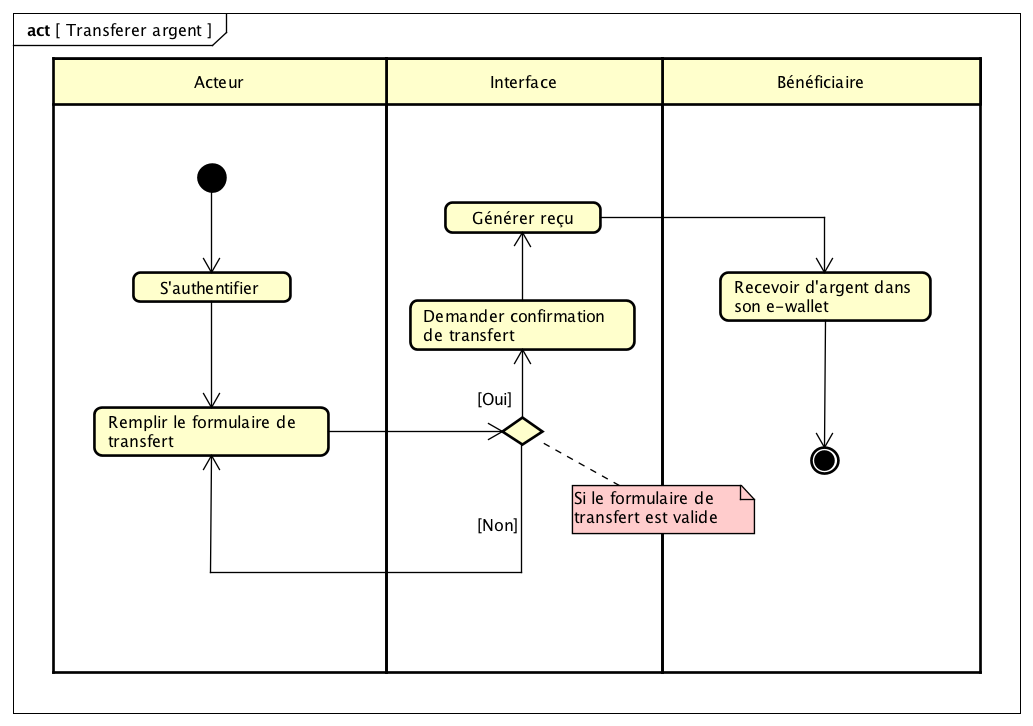 act [ Transferer argent ]
Acteur
Interface
Bénéficiaire
Générer reçu
S'authentifier
Recevoir d'argent dans
son e-wallet
Demander confirmation
de transfert
[Oui]
Remplir le formulaire de
transfert
Si le formulaire de
transfert est valide
[Non]